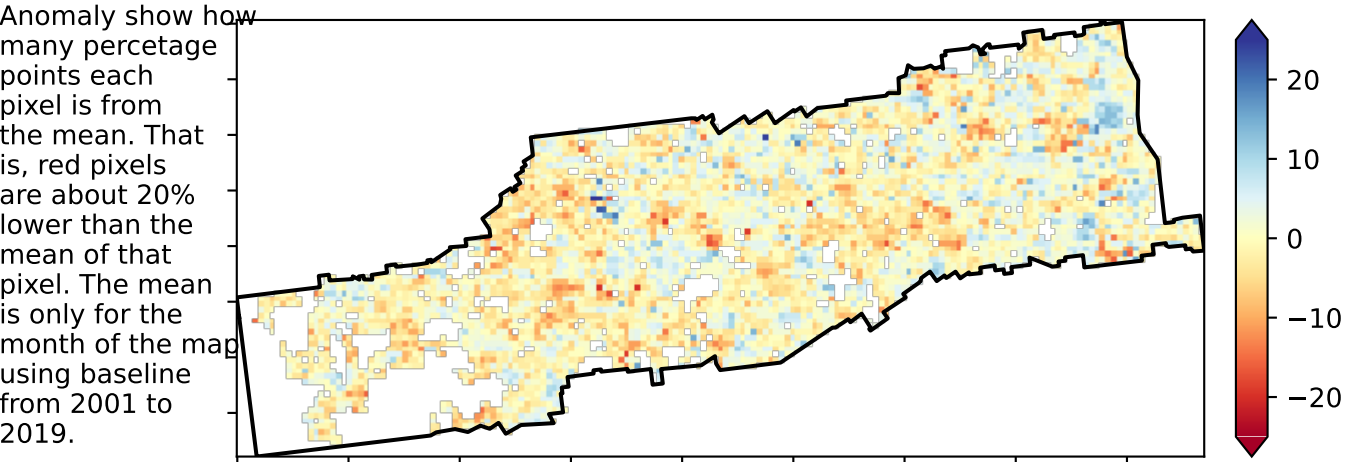 Anomaly show how
many percetage
points each
pixel is from
the mean. That
is, red pixels
are about 20%
lower than the
mean of that
pixel. The mean
is only for the
month of the map
using baseline
from 2001 to
2019.
20
10
0
−10
−20